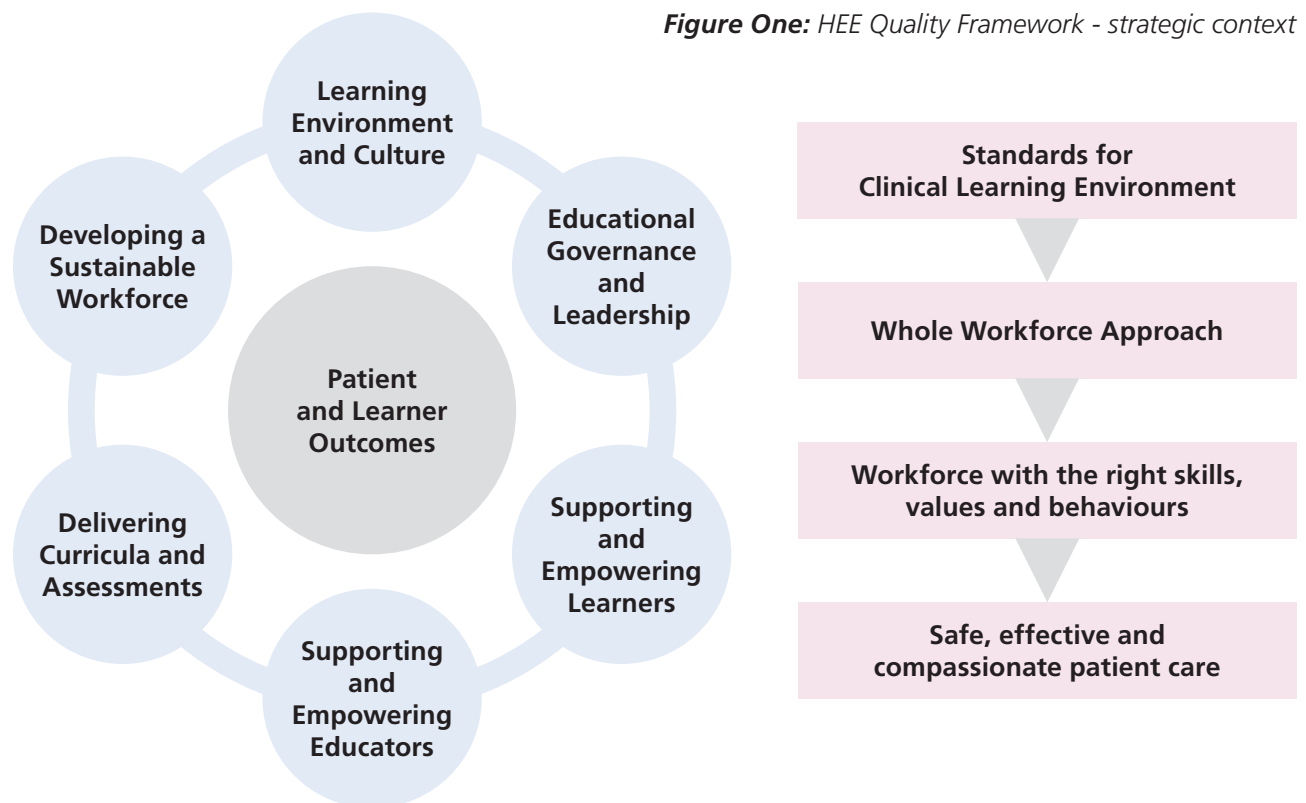 Figure One: HEE Quality Framework - strategic context
Learning
Environment
and Culture
Educational
Governance
and
Leadership
Supporting
and
Empowering
Learners
Supporting
and
Empowering
Educators
Delivering
Curricula and
Assessments
Developing a
Sustainable
Workforce
Patient
and Learner
Outcomes
Standards for
Clinical Learning Environment
Whole Workforce Approach
Workforce with the right skills,
values and behaviours
Safe, effective and
compassionate patient care